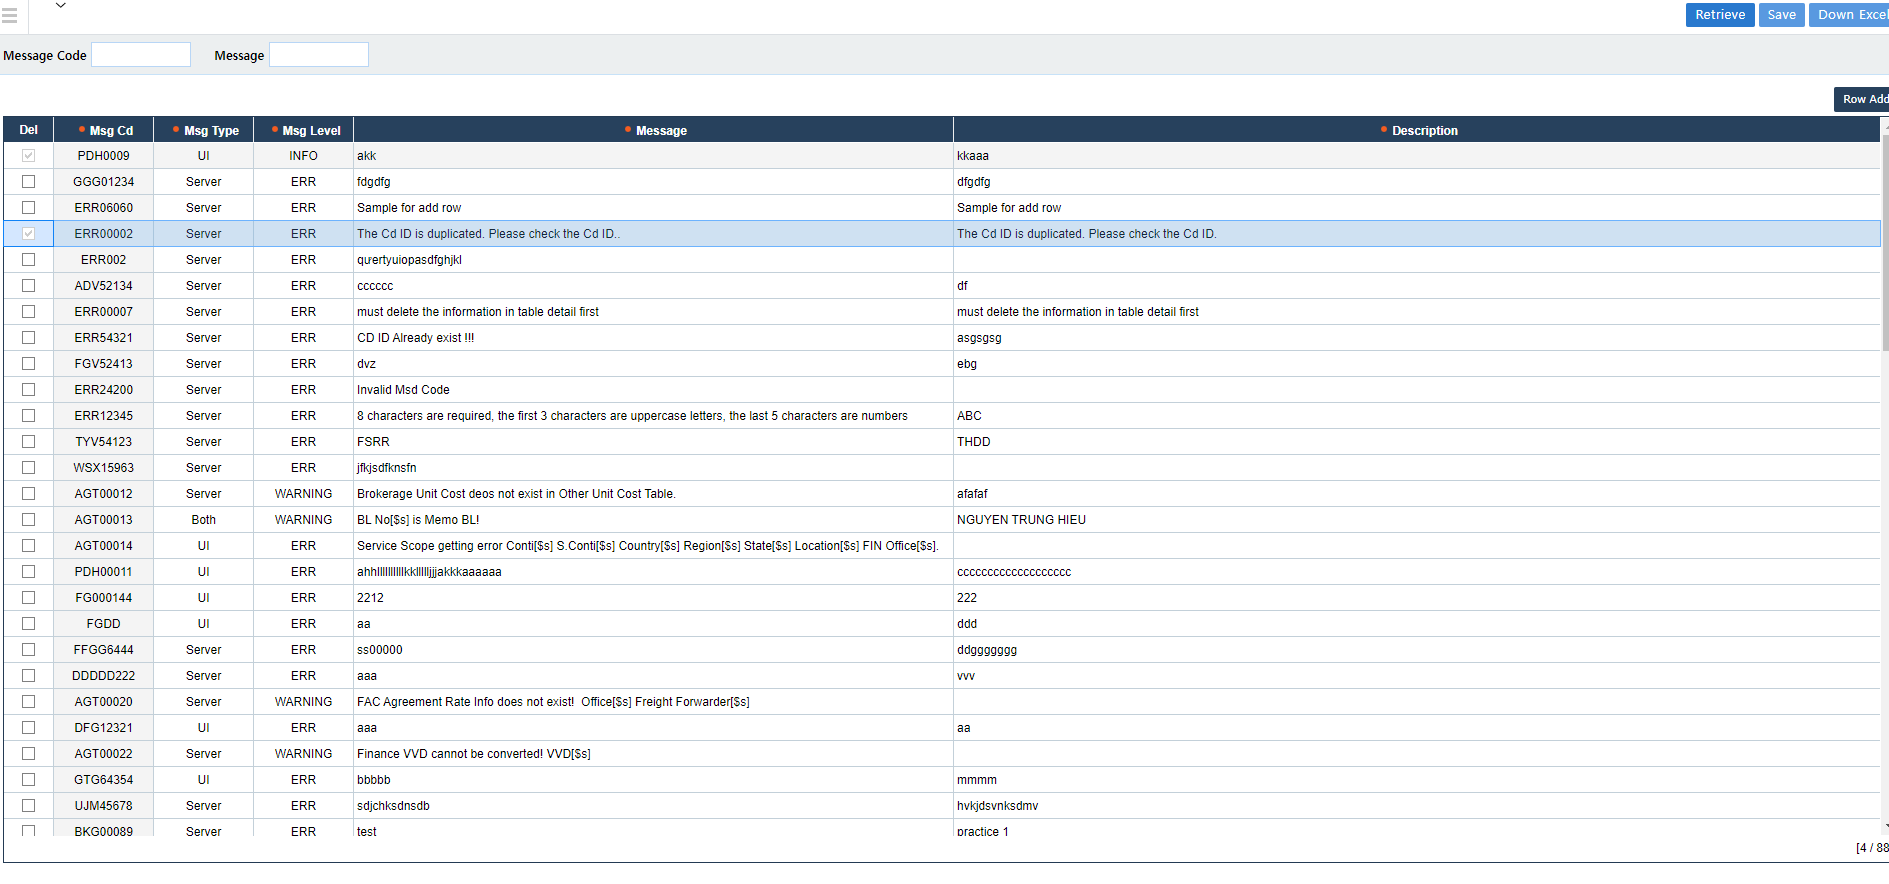 Retrieve Save Down Excel
Message Code Message
Row Add
Del Msg Cd Msg Type Msg Level Message Description
PDH0009 UI INFO akk kkaaa
GGG01234 Server ERR fdgdfg dfgdfg
ERR06060 Server ERR Sample for add row Sample for add row
ERR00002 Server ERR The Cd ID is duplicated. Please check the Cd ID.. The Cd ID is duplicated. Please check the Cd ID.
ERR002 Server ERR qưertyuiopasdfghjkl
ADV52134 Server ERR cccccc df
ERR00007 Server ERR must delete the information in table detail first must delete the information in table detail first
ERR54321 Server ERR CD ID Already exist !!! asgsgsg
FGV52413 Server ERR dvz ebg
ERR24200 Server ERR Invalid Msd Code
ERR12345 Server ERR 8 characters are required, the first 3 characters are uppercase letters, the last 5 characters are numbers ABC
TYV54123 Server ERR FSRR THDD
WSX15963 Server ERR jfkjsdfknsfn
AGT00012 Server WARNING Brokerage Unit Cost deos not exist in Other Unit Cost Table. afafaf
AGT00013 Both WARNING BL No[$s] is Memo BL! NGUYEN TRUNG HIEU
AGT00014 UI ERR Service Scope getting error Conti[$s] S.Conti[$s] Country[$s] Region[$s] State[$s] Location[$s] FIN Office[$s].
PDH00011 UI ERR
FG000144 UI ERR 2212 222
FGDD UI ERR aa ddd
FFGG6444 Server ERR ss00000 ddggggggg
DDDDD222 Server ERR aaa vvv
AGT00020 Server WARNING FAC Agreement Rate Info does not exist!  Office[$s] Freight Forwarder[$s]
DFG12321 UI ERR aaa aa
AGT00022 Server WARNING Finance VVD cannot be converted! VVD[$s]
GTG64354 UI ERR bbbbb mmmm
UJM45678 Server ERR sdjchksdnsdb hvkjdsvnksdmv
BKG00089 Server ERR test practice 1
[4 / 88